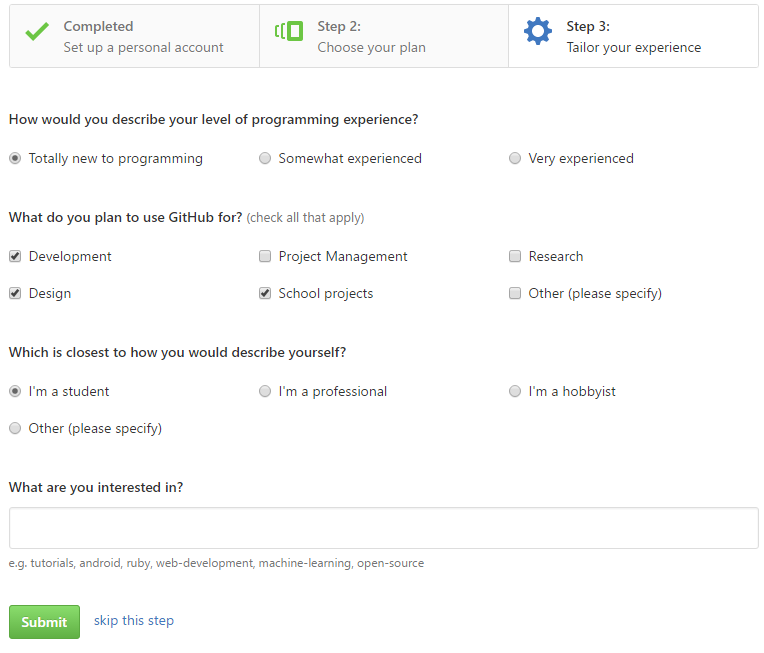 Completed
Set up a personal account
Step 2:
Choose your plan
Step 3:
Tailor your experience
How would you describe your level of programming experience?
Totally new to programming
Somewhat experienced
Very experienced
What do you plan to use GitHub for? (check all that apply)
Development
Project Management
Research
Design
School projects
Other (please specify)
Which is closest to how you would describe yourself?
I'm a student
I'm a professional
I'm a hobbyist
Other (please specify)
What are you interested in?
e.g. tutorials, android, ruby, web-development, machine-learning, open-source
Submit
skip this step